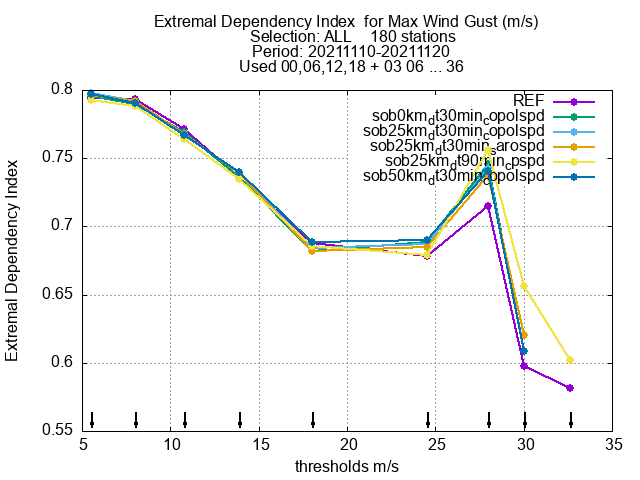 Extremal Dependency Index  for Max Wind Gust (m/s)
Selection: ALL    180 stations
Period: 20211110-20211120
Used 00,06,12,18 + 03 06 ... 36
REF
sob0km_dt30min_copolspd
sob25km_dt30min_copolspd
sob25km_dt30min_sarospd
sob25km_dt90min_cpspd
sob50km_dt30min_copolspd
Extremal Dependency Index
0.8
0.75
0.7
0.65
0.6
0.55
5 10 15 20 25 30 35
thresholds m/s